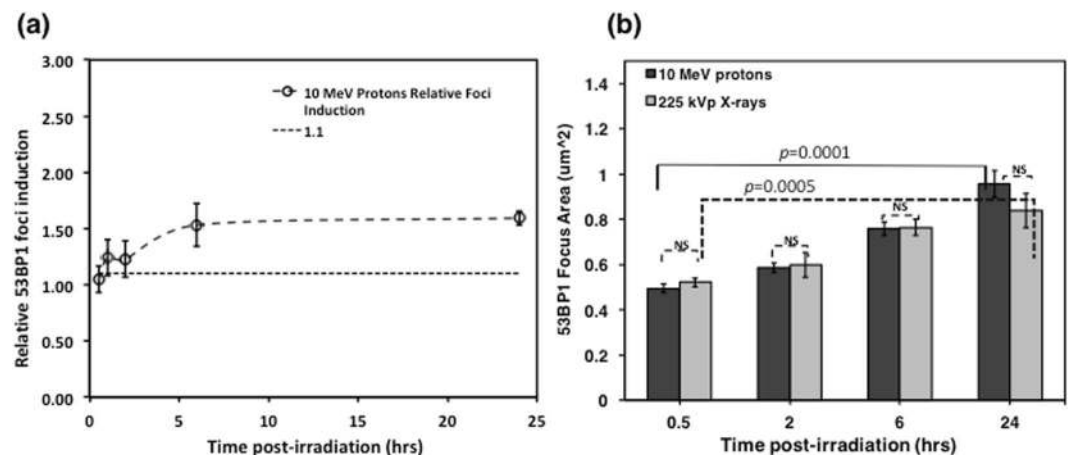 (a)
3.00
2.50
2.00
1.50
1.00
0.50
0.00
Relative 53BP1 foci induction
10 MeV Protons Relative Foci
Induction
1.1
0
5
10
15
20
25
Time post-irradiation (hrs)
(b)
1.4
1.2
1
0.8
0.6
0.4
0.2
0
53BP1 Focus Area (um^2)
10 MeV protons
225 kVp X-rays
p=0.0001
p=0.0005
NS
NS
NS
NS
0.5
2
6
24
Time post-irradiation (hrs)